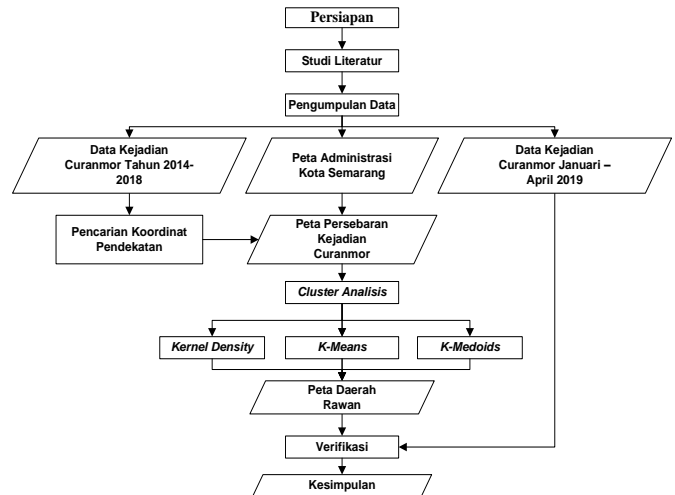 Persiapan
Studi Literatur
Pengumpulan Data
Data Kejadian
Curanmor Tahun 2014-
2018
Peta Administrasi
Kota Semarang
Data Kejadian
Curanmor Januari –
April 2019
Pencarian Koordinat
Pendekatan
Peta Persebaran
Kejadian
Curanmor
Cluster Analisis
Kernel Density
K-Means
K-Medoids
Peta Daerah
Rawan
Verifikasi
Kesimpulan